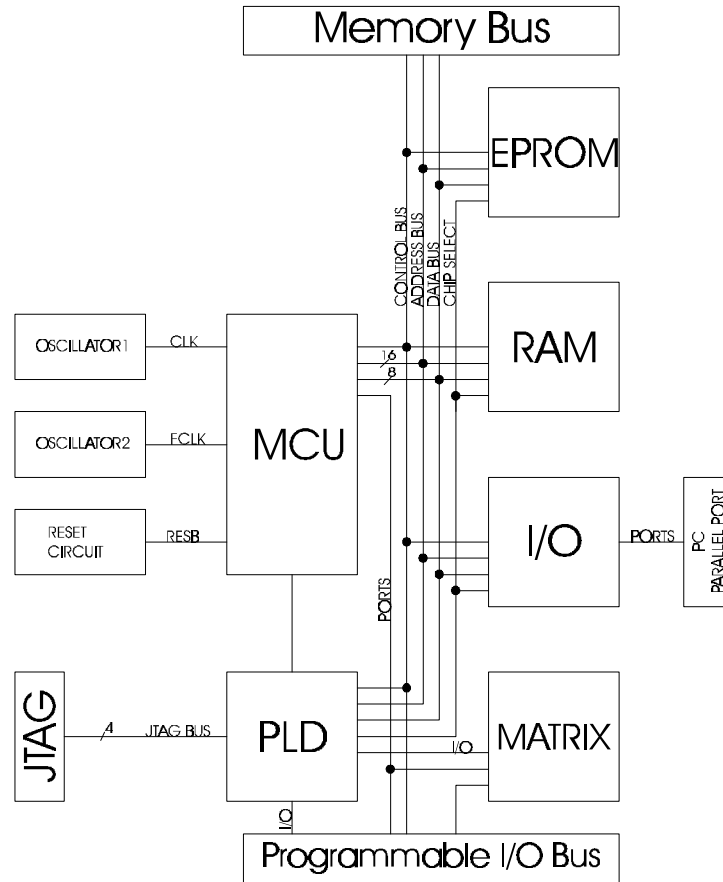 Memory Bus
EPROM
CONTROL BUS
ADDRESS BUS
DATA BUS
CHIP SELECT
OSCILLATOR1
CLK
MCU
16
8
RAM
OSCILLATOR2
FCLK
RESET
CIRCUIT
RESB
I/O
PORTS
PC
PARALLEL PORT
PORTS
JTAG
4
JTAG BUS
PLD
I/O
MATRIX
I/O
Programmable I/O Bus